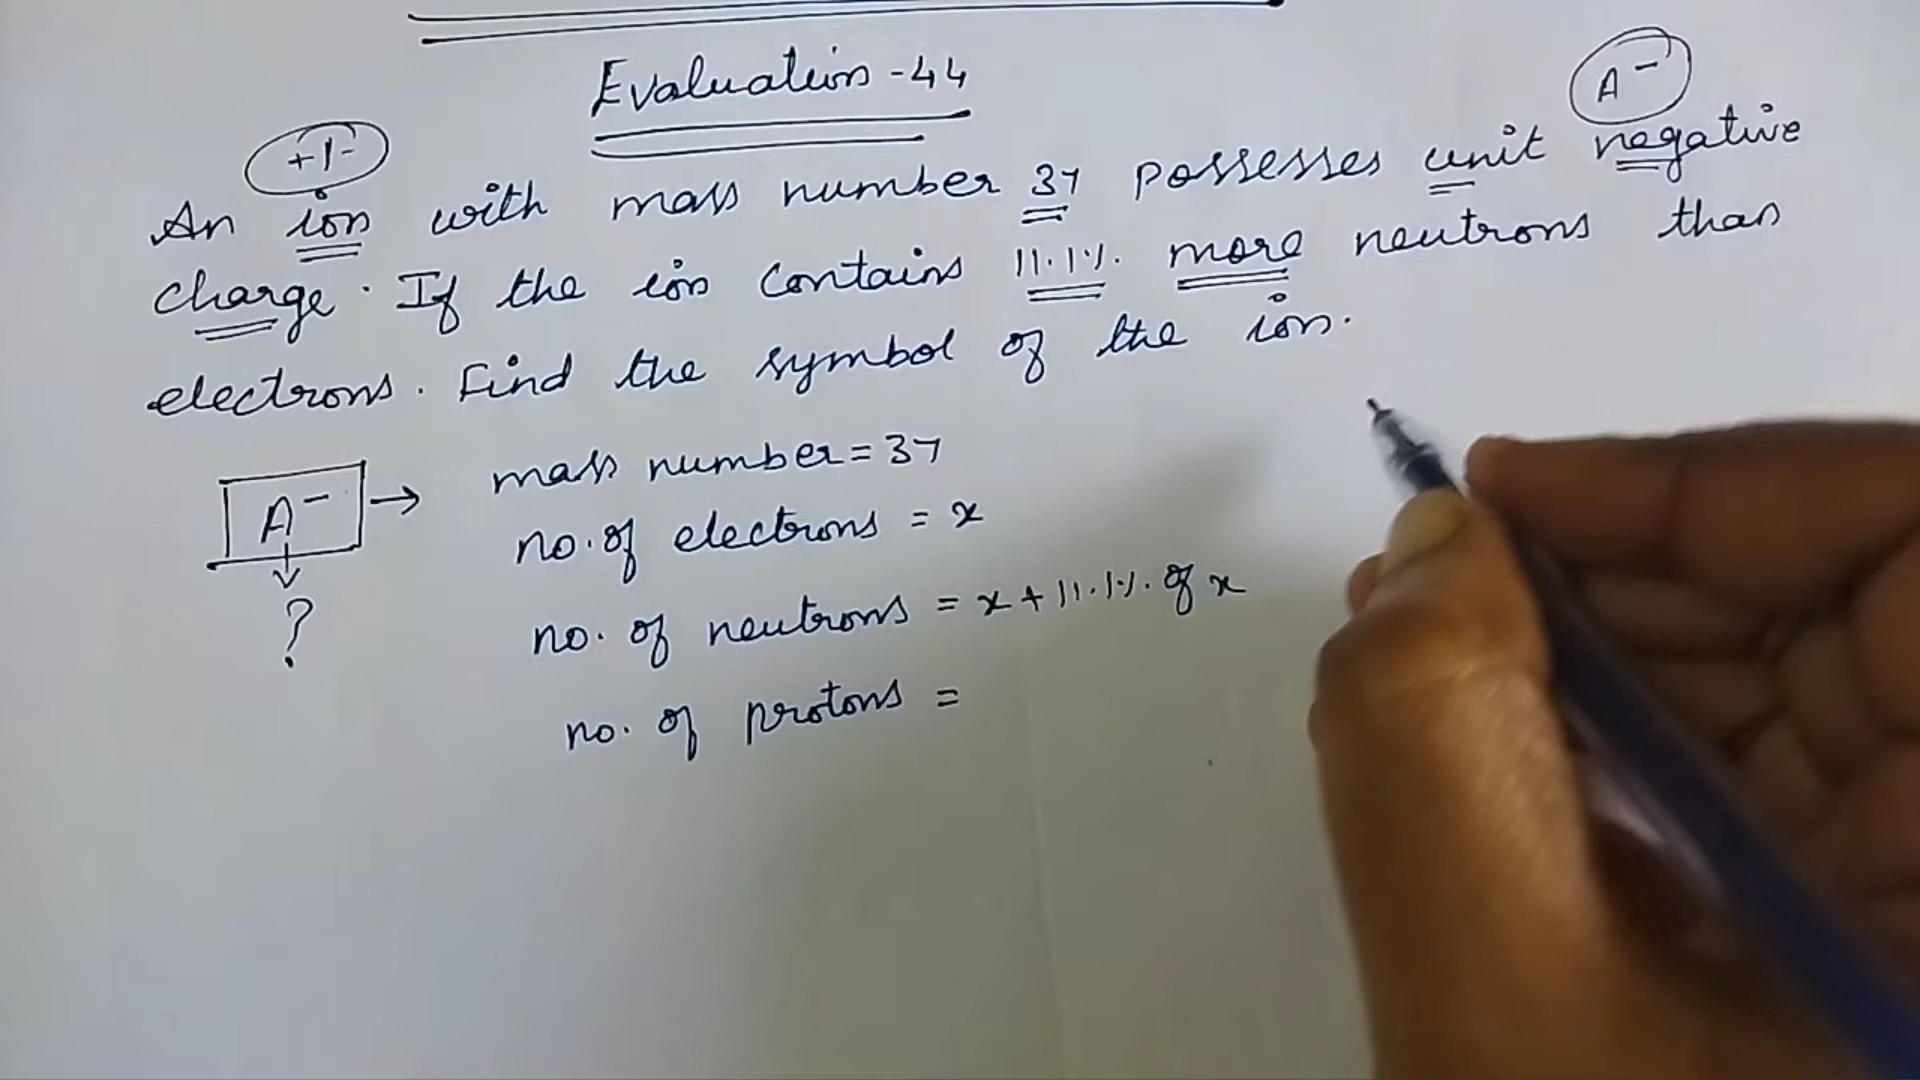 Evaluation-44
+/-
A⁻
An ion with mass number 37 possesses unit negative
charge. If the ion contains 11.1% more neutrons than
electrons. Find the symbol of the ion.
A⁻ → mass number = 37
no. of electrons = x
? no. of neutrons = x + 11.1% of x
no. of protons =